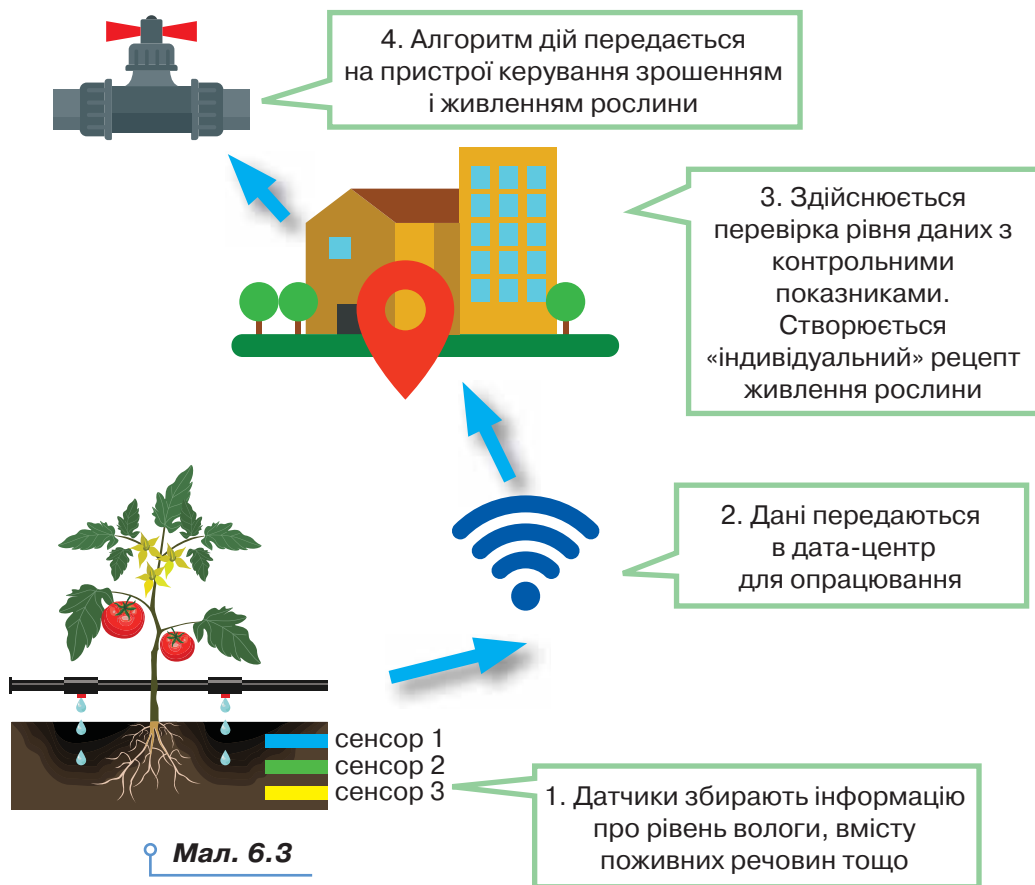 4. Алгоритм дій передається
на пристрої керування зрошенням
і живленням рослини
3. Здійснюється
перевірка рівня даних з
контрольними
показниками.
Створюється
«індивідуальний» рецепт
живлення рослини
2. Дані передаються
в дата-центр
для опрацювання
сенсор 1
сенсор 2
сенсор 3
1. Датчики збирають інформацію
про рівень вологи, вмісту
поживних речовин тощо
Мал. 6.3